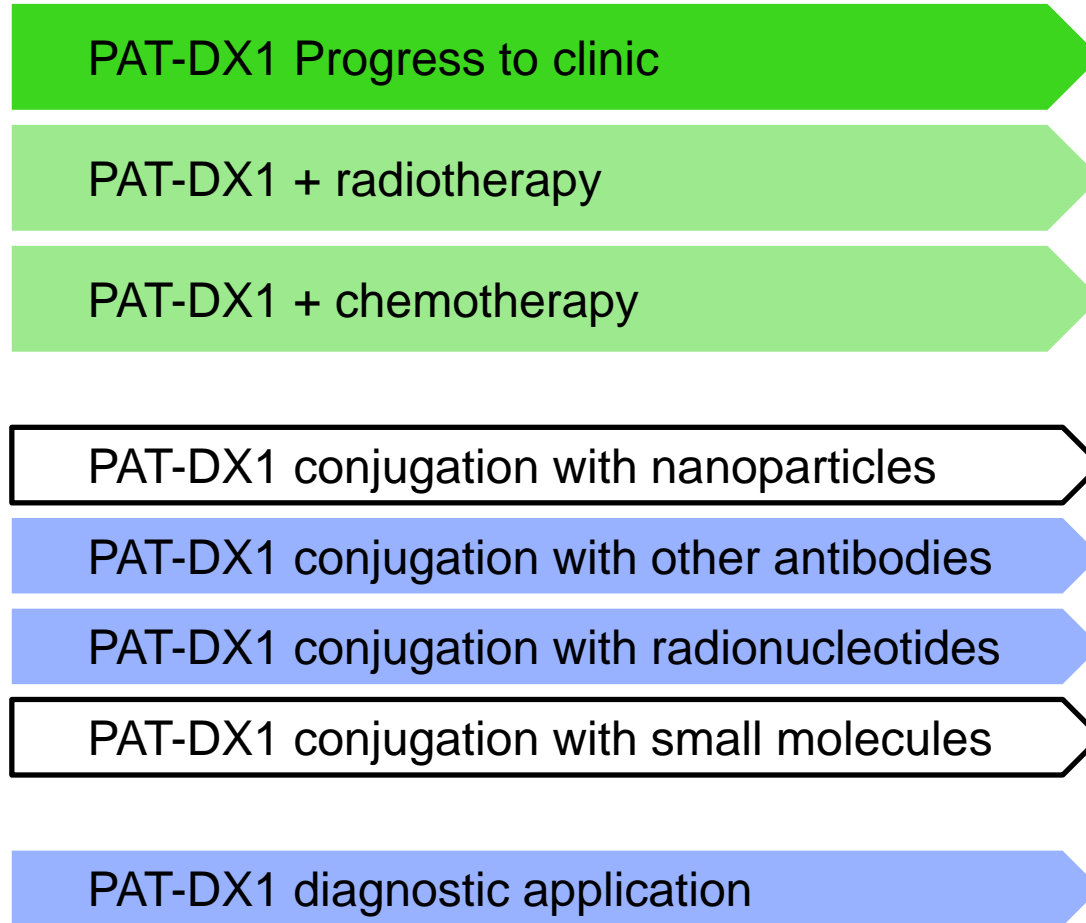 PAT-DX1 Progress to clinic
PAT-DX1 + radiotherapy
PAT-DX1 + chemotherapy
PAT-DX1 conjugation with nanoparticles
PAT-DX1 conjugation with other antibodies
PAT-DX1 conjugation with radionucleotides
PAT-DX1 conjugation with small molecules
PAT-DX1 diagnostic application